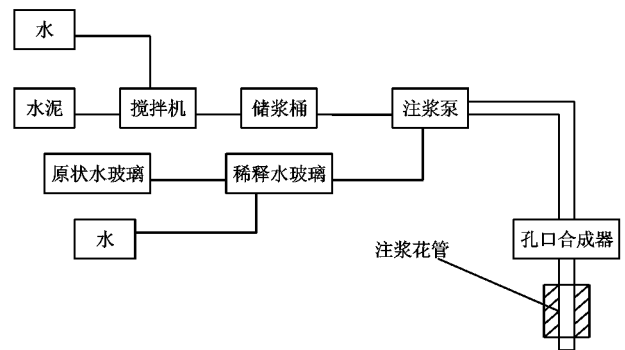 水
水泥
搅拌机
储浆桶
注浆泵
原状水玻璃
稀释水玻璃
水
孔口合成器
注浆花管